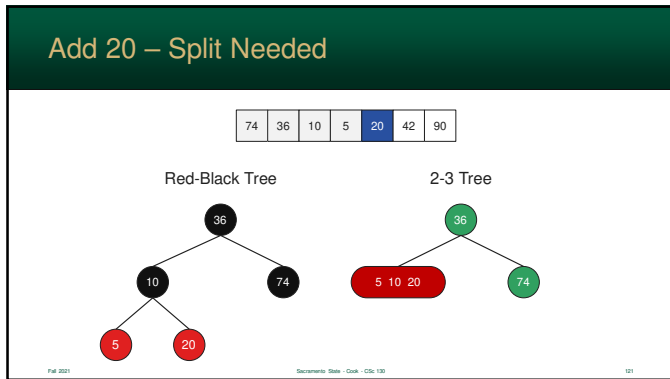 Add 20 – Split Needed
74 36 10 5 20 42 90
Red-Black Tree
2-3 Tree
36
36
10
74
5 10 20
74
5
20
Fall 2021
Sacramento State - Cook - CSc 130
121